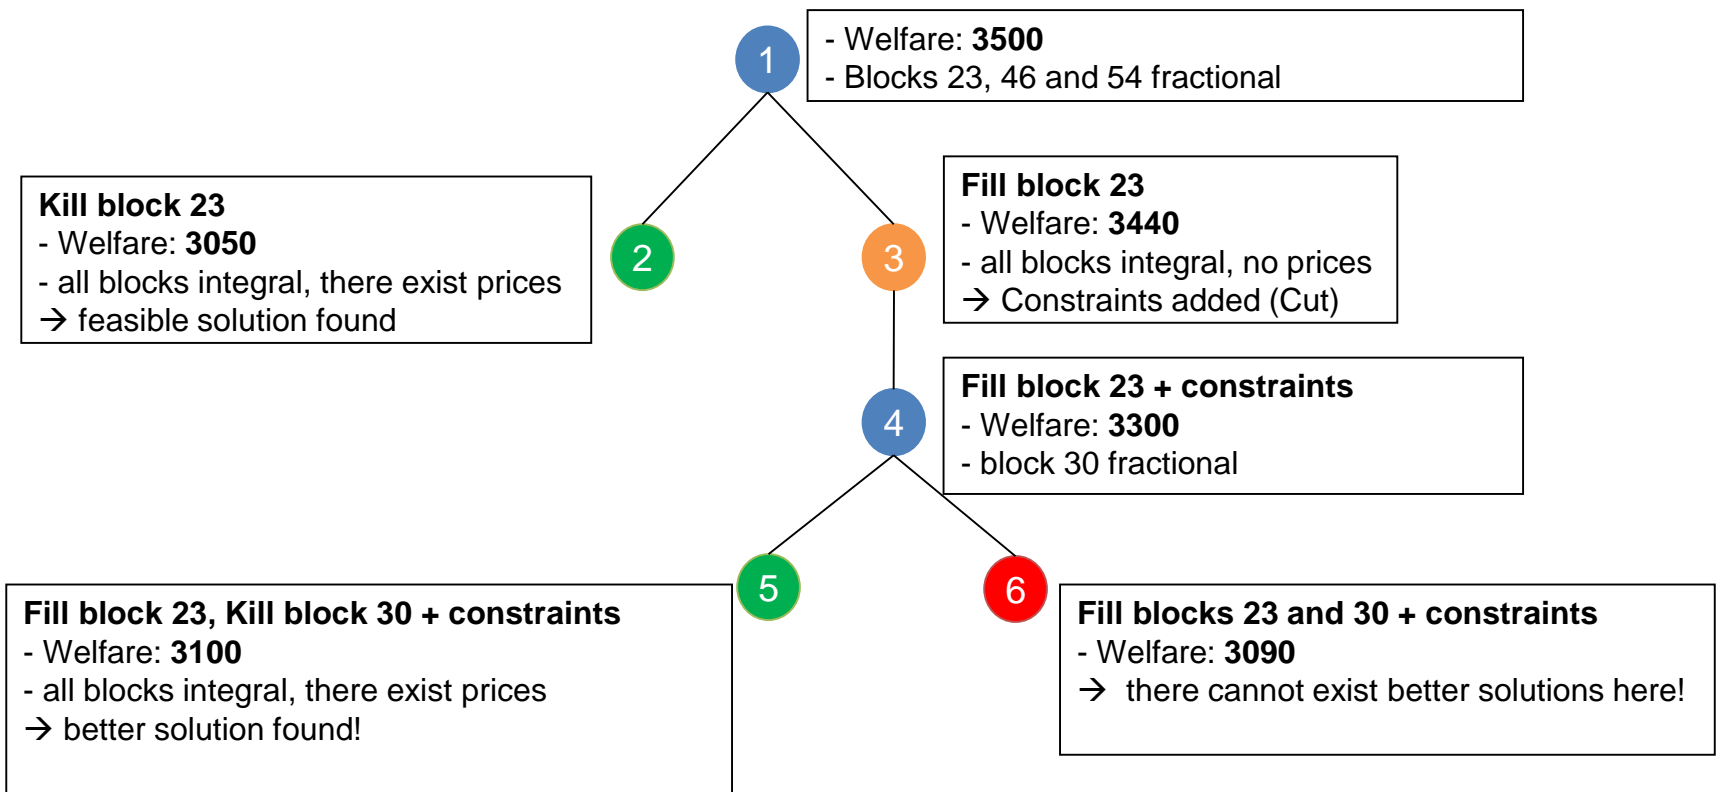 1
- Welfare: 3500
- Blocks 23, 46 and 54 fractional
Kill block 23
- Welfare: 3050
- all blocks integral, there exist prices
→ feasible solution found
2
3
Fill block 23
- Welfare: 3440
- all blocks integral, no prices
→ Constraints added (Cut)
4
Fill block 23 + constraints
- Welfare: 3300
- block 30 fractional
Fill block 23, Kill block 30 + constraints
- Welfare: 3100
- all blocks integral, there exist prices
→ better solution found!
5
6
Fill blocks 23 and 30 + constraints
- Welfare: 3090
→ there cannot exist better solutions here!